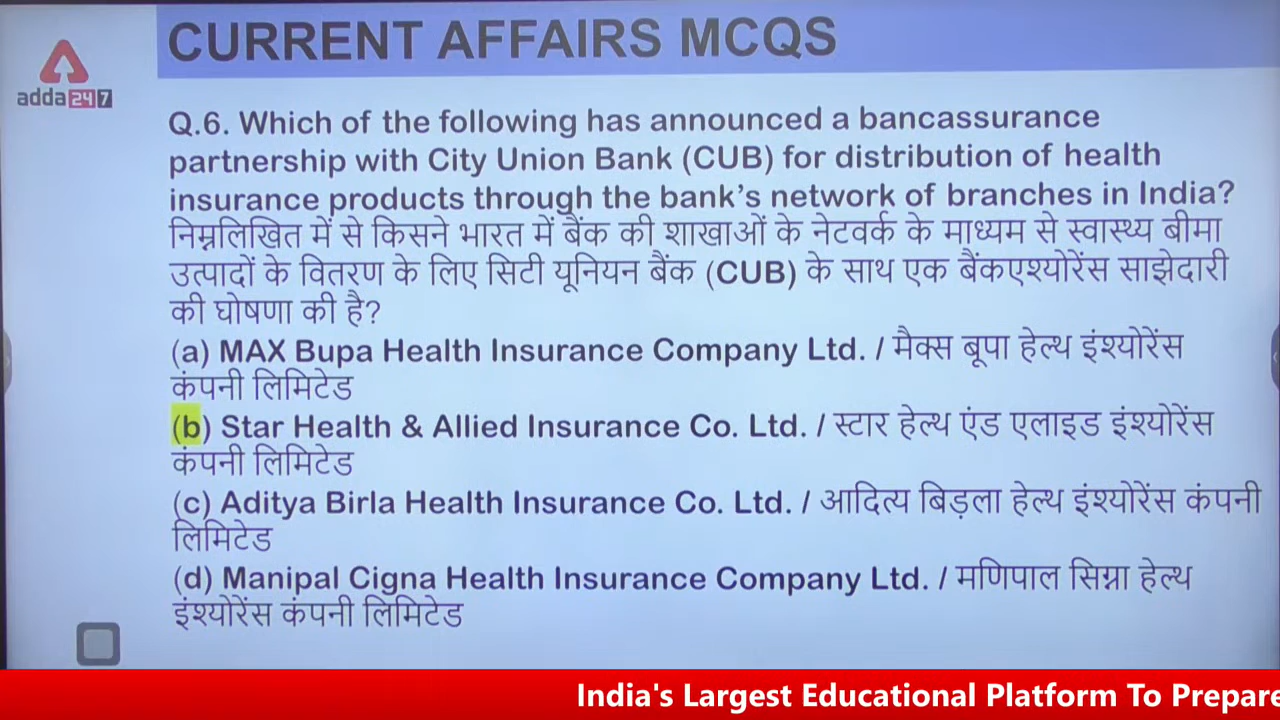 CURRENT AFFAIRS MCQS
adda247
Q.6. Which of the following has announced a bancassurance
partnership with City Union Bank (CUB) for distribution of health
insurance products through the bank's network of branches in India?
निम्नलिखित में से किसने भारत में बैंक की शाखाओं के नेटवर्क के माध्यम से स्वास्थ्य बीमा
उत्पादों के वितरण के लिए सिटी यूनियन बैंक (CUB) के साथ एक बैंकएश्योरेंस साझेदारी
की घोषणा की है?
(a) MAX Bupa Health Insurance Company Ltd. / मैक्स बूपा हेल्थ इंश्योरेंस
कंपनी लिमिटेड
(b) Star Health & Allied Insurance Co. Ltd. / स्टार हेल्थ एंड एलाइड इंश्योरेंस
कंपनी लिमिटेड
(c) Aditya Birla Health Insurance Co. Ltd. / आदित्य बिड़ला हेल्थ इंश्योरेंस कंपनी
लिमिटेड
(d) Manipal Cigna Health Insurance Company Ltd. / मणिपाल सिग्ना हेल्थ
इंश्योरेंस कंपनी लिमिटेड
India's Largest Educational Platform To Prepare